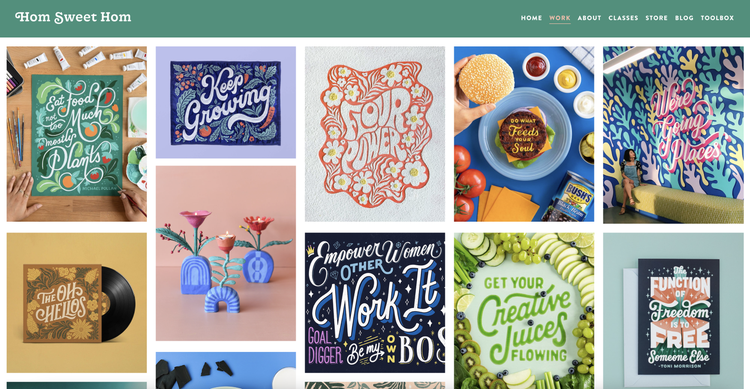 Hom Sweet Hom
HOME WORK ABOUT CLASSES STORE BLOG TOOLBOX
Eat food
not
too Much
mostly
Plants
MICHAEL POLLAN
Keep
Growing
FLOUR
POWER
DO WHAT
Feeds
YOUR
Soul
BUSH'S
We're
Going
Places
THE OH
HELLOS
Empower Women
OTHER
Work It
GOAL
DIGGER
Be my
OWN
BOS
GET YOUR
Creative
Juices
FLOWING
The
FUNCTION
OF
Freedom
IS TO
FREE
Someone Else
-TONI MORRISON